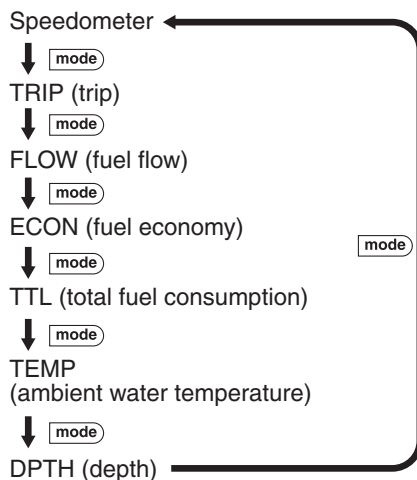 Speedometer
mode
TRIP (trip)
mode
FLOW (fuel flow)
mode
ECON (fuel economy)
mode
mode
TTL (total fuel consumption)
mode
TEMP
(ambient water temperature)
mode
DPTH (depth)